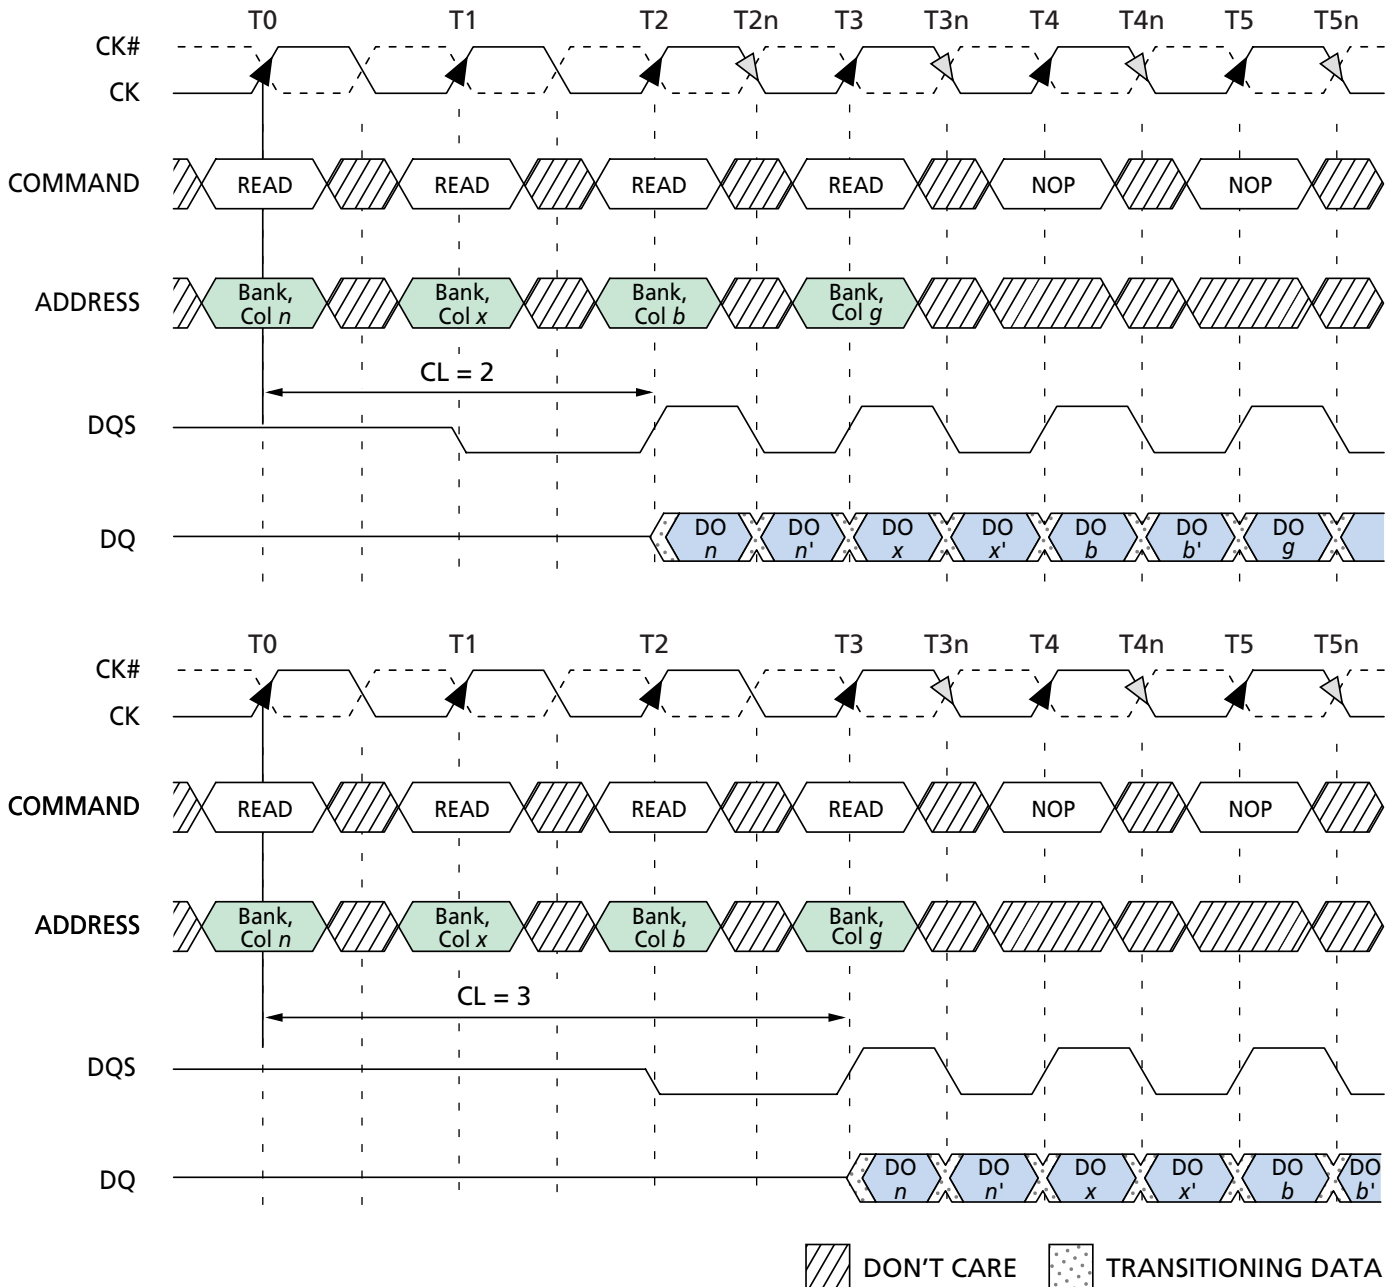 T0 T1 T2 T2n T3 T3n T4 T4n T5 T5n
CK#
CK
COMMAND READ READ READ READ NOP NOP
ADDRESS Bank, Col n Bank, Col x Bank, Col b Bank, Col g
CL = 2
DQS
DQ DO n DO n' DO x DO x' DO b DO b' DO g
T0 T1 T2 T3 T3n T4 T4n T5 T5n
CK#
CK
COMMAND READ READ READ READ NOP NOP
ADDRESS Bank, Col n Bank, Col x Bank, Col b Bank, Col g
CL = 3
DQS
DQ DO n DO n' DO x DO x' DO b DO b'
DON'T CARE TRANSITIONING DATA